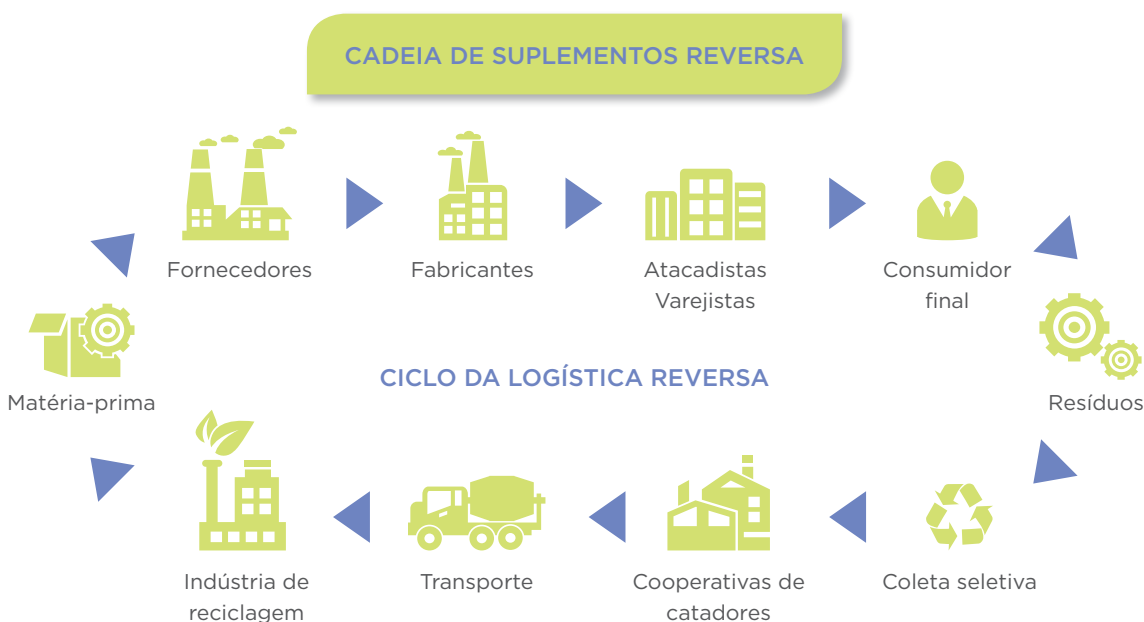 CADEIA DE SUPLEMENTOS REVERSA
Fornecedores
Fabricantes
Atacadistas
Varejistas
Consumidor
final
Matéria-prima
CICLO DA LOGÍSTICA REVERSA
Resíduos
Indústria de
reciclagem
Transporte
Cooperativas de
catadores
Coleta seletiva